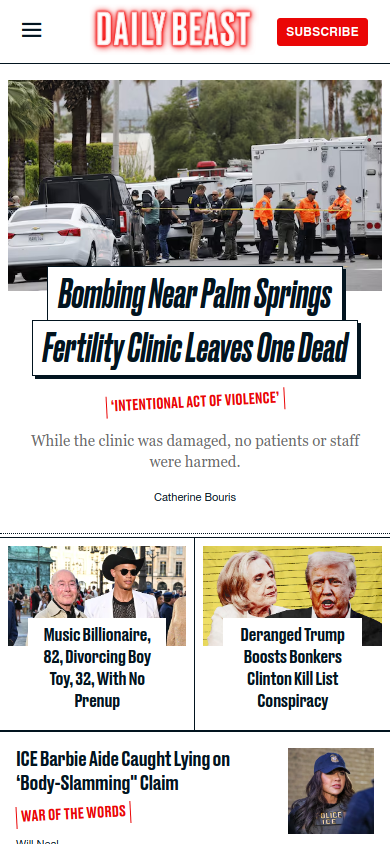 DAILY BEAST
SUBSCRIBE
Bombing Near Palm Springs
Fertility Clinic Leaves One Dead
'INTENTIONAL ACT OF VIOLENCE'
While the clinic was damaged, no patients or staff
were harmed.
Catherine Bouris
Music Billionaire,
82, Divorcing Boy
Toy, 32, With No
Prenup
Deranged Trump
Boosts Bonkers
Clinton Kill List
Conspiracy
ICE Barbie Aide Caught Lying on
‘Body-Slamming" Claim
WAR OF THE WORDS
Will Neal
POLICE
ICE